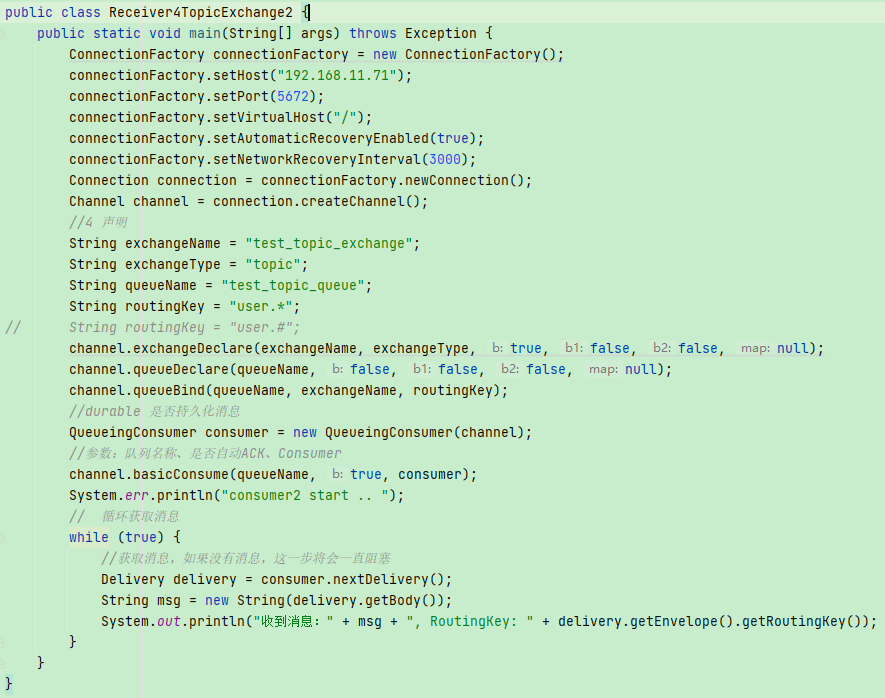 public class Receiver4TopicExchange2 {
    public static void main(String[] args) throws Exception {
        ConnectionFactory connectionFactory = new ConnectionFactory();
        connectionFactory.setHost("192.168.11.71");
        connectionFactory.setPort(5672);
        connectionFactory.setVirtualHost("/");
        connectionFactory.setAutomaticRecoveryEnabled(true);
        connectionFactory.setNetworkRecoveryInterval(3000);
        Connection connection = connectionFactory.newConnection();
        Channel channel = connection.createChannel();
        //4 声明
        String exchangeName = "test_topic_exchange";
        String exchangeType = "topic";
        String queueName = "test_topic_queue";
        String routingKey = "user.*";
//      String routingKey = "user.#";
        channel.exchangeDeclare(exchangeName, exchangeType, b: true, b1: false, b2: false, map: null);
        channel.queueDeclare(queueName, b: false, b1: false, b2: false, map: null);
        channel.queueBind(queueName, exchangeName, routingKey);
        //durable 是否持久化消息
        QueueingConsumer consumer = new QueueingConsumer(channel);
        //参数：队列名称、是否自动ACK、Consumer
        channel.basicConsume(queueName, b: true, consumer);
        System.err.println("consumer2 start .. ");
        //  循环获取消息
        while (true) {
            //获取消息，如果没有消息，这一步将会一直阻塞
            Delivery delivery = consumer.nextDelivery();
            String msg = new String(delivery.getBody());
            System.out.println("收到消息：" + msg + ", RoutingKey: " + delivery.getEnvelope().getRoutingKey());
        }
    }
}